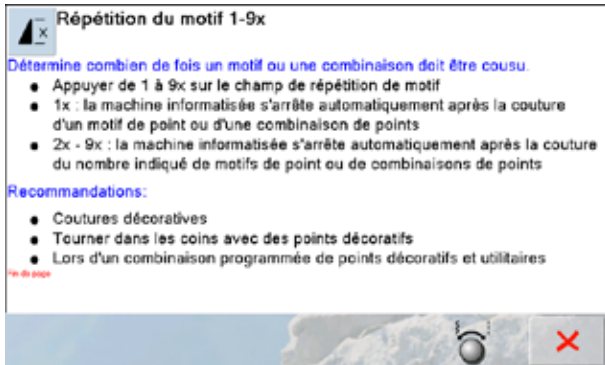 Répétition du motif 1-9x
x
Détermine combien de fois un motif ou une combinaison doit être cousu.
Appuyer de 1 à 9x sur le champ de répétition de motif
1x : la machine informatisée s'arrête automatiquement après la couture
d'un motif de point ou d'une combinaison de points
2x - 9x : la machine informatisée s'arrête automatiquement après la couture
du nombre indiqué de motifs de point ou de combinaisons de points
Recommandations:
Coutures décoratives
Tourner dans les coins avec des points décoratifs
Lors d'un combinaison programmée de points décoratifs et utilitaires
Fin de page